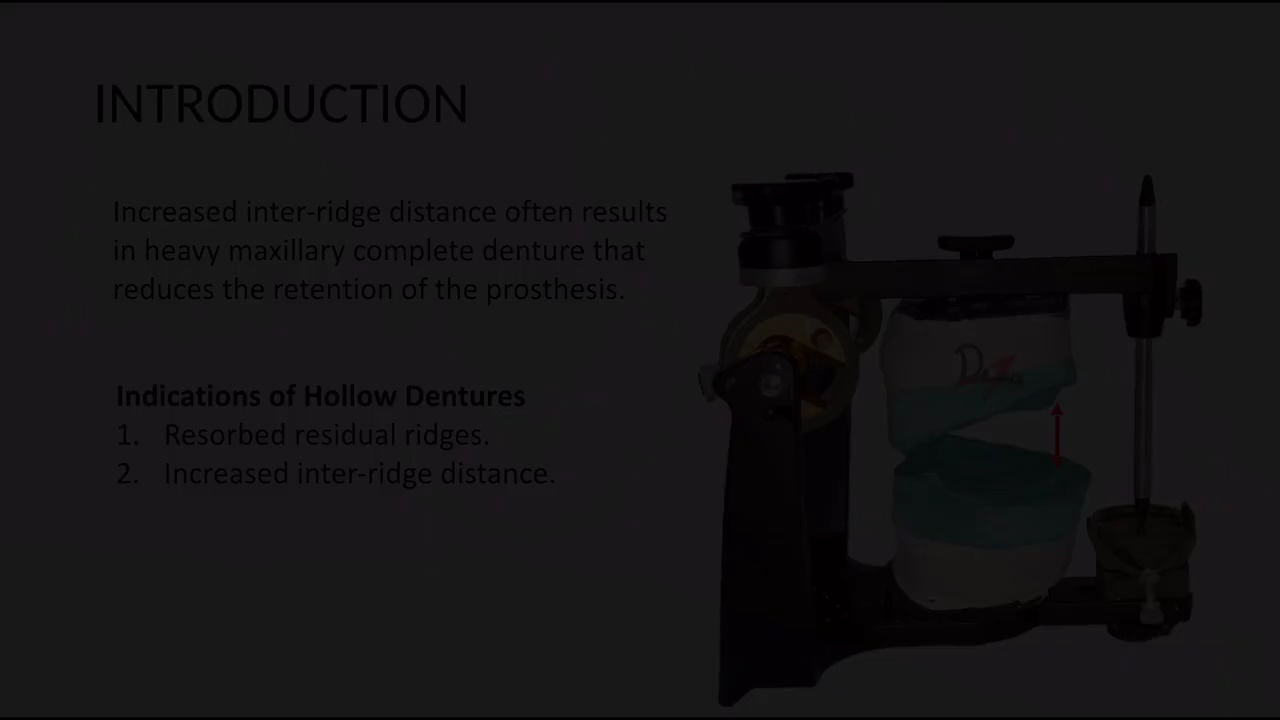 INTRODUCTION
Increased inter-ridge distance often results
in heavy maxillary complete denture that
reduces the retention of the prosthesis.
Indications of Hollow Dentures
1. Resorbed residual ridges.
2. Increased inter-ridge distance.